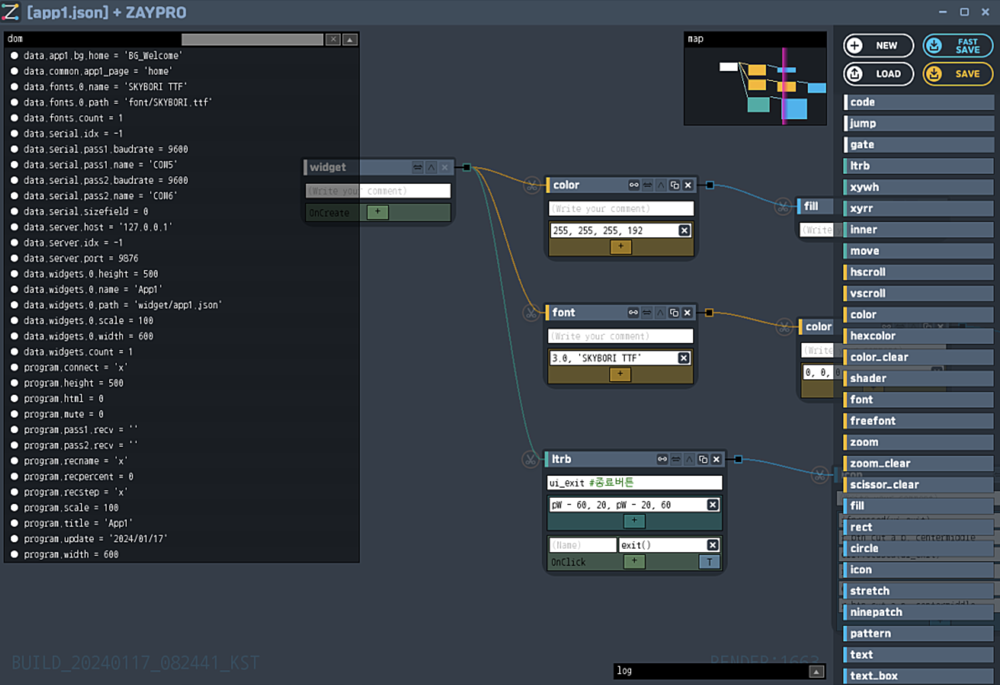 [app1.json] + ZAYPRO
dom
data.app1.bg.home = 'BG_Welcome'
data.common.app1_page = 'home'
data.fonts.0.name = 'SKYBORI TTF'
data.fonts.0.path = 'font/SKYBORI.ttf'
data.fonts.count = 1
data.serial.idx = -1
data.serial.pass1.baudrate = 9600
data.serial.pass1.name = 'COM5'
data.serial.pass2.baudrate = 9600
data.serial.pass2.name = 'COM6'
data.serial.sizefield = 0
data.server.host = '127.0.0.1'
data.server.idx = -1
data.server.port = 9876
data.widgets.0.height = 500
data.widgets.0.name = 'App1'
data.widgets.0.path = 'widget/app1.json'
data.widgets.0.scale = 100
data.widgets.0.width = 600
data.widgets.count = 1
program.connect = 'x'
program.height = 500
program.html = 0
program.mute = 0
program.pass1.recv = ''
program.pass2.recv = ''
program.recname = 'x'
program.recpercent = 0
program.recstep = 'x'
program.scale = 100
program.title = 'App1'
program.update = '2024/01/17'
program.width = 600
widget
(Write your comment)
OnCreate +
color
(Write your comment)
255, 255, 255, 192
+
fill
(Write y
font
(Write your comment)
3.0, 'SKYBORI TTF'
+
color
(Write
0, 0, 0
ltrb
ui_exit #종료버튼
pW - 60, 20, pW - 20, 60
+
(Name) exit()
OnClick + T
icon
btn cut a p, centermiddle
map
NEW
FAST
SAVE
LOAD
SAVE
code
jump
gate
ltrb
xywh
xyrr
inner
move
hscroll
vscroll
color
hexcolor
color_clear
shader
font
freefont
zoom
zoom_clear
scissor_clear
fill
rect
circle
icon
stretch
ninepatch
pattern
text
text_box
BUILD_20240117_082441_KST
RENDER:1663
log